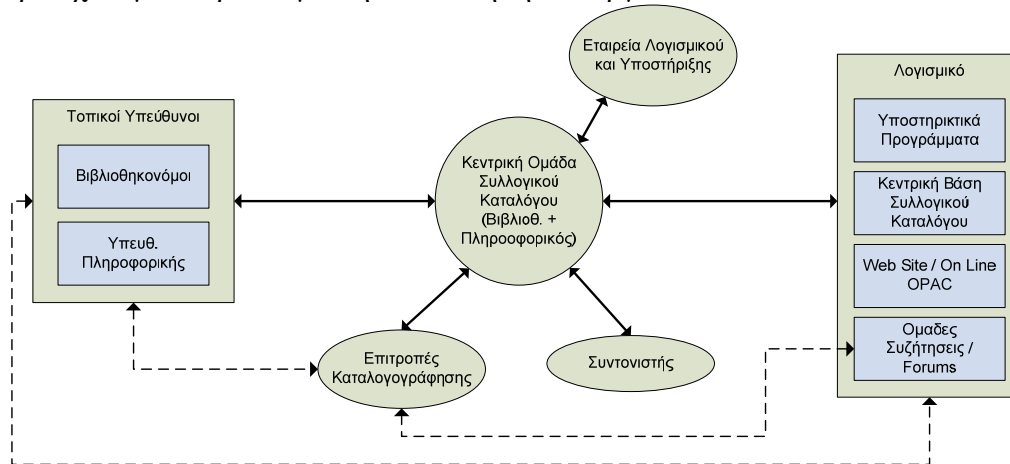 Εταιρεία Λογισμικού
και Υποστήριξης
Τοπικοί Υπεύθυνοι
Βιβλιοθηκονόμοι
Υπευθ.
Πληροφορικής
Κεντρική Ομάδα
Συλλογικού
Καταλόγου
(Βιβλιοθ. +
Πληροοφορικός)
Επιτροπές
Καταλογογράφησης
Συντονιστής
Λογισμικό
Υποστηρικτικά
Προγράμματα
Κεντρική Βάση
Συλλογικού
Καταλόγου
Web Site / On Line
OPAC
Ομαδες
Συζήτησεις /
Forums